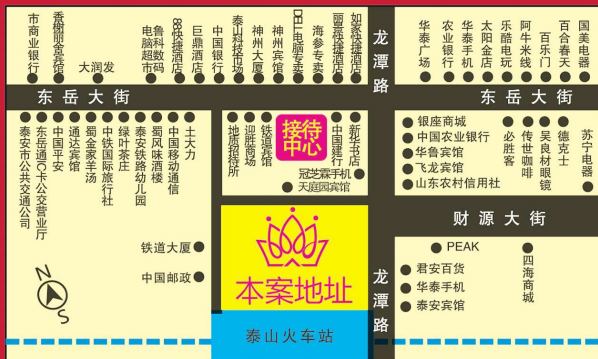 市商业银行
香榭丽舍宾馆
大润发
电脑超市
鲁科数码
88快捷酒店
巨鼎酒店
中国银行
泰山科技市场
神州大厦
神州宾馆
DELL电脑专卖
海参专卖
丽景快捷酒店
如家快捷酒店
龙潭路
华泰广场
农业银行
华泰手机
太阳金店
乐酷电玩
阿牛米线
百乐门
百合春天
国美电器
东岳大街
东岳大街
泰安市公共交通公司
东岳通IC卡公交营业厅
中国平安
通达宾馆
蜀金家羊汤
中铁国际旅行社
绿叶茶庄
泰安铁路幼儿园
蜀风味酒楼
中国移动通信
土大力
地质招待所
迎胜商场
铁道宾馆
接待中心
中国建行
新华书店
冠芝霖手机
天庭园宾馆
银座商城
中国农业银行
华鲁宾馆
飞龙宾馆
山东农村信用社
必胜客
传世咖啡
吴良材眼镜
德克士
苏宁电器
财源大街
铁道大厦
中国邮政
N
S
本案地址
泰山火车站
龙潭路
PEAK
君安百货
华泰手机
泰安宾馆
四海商城